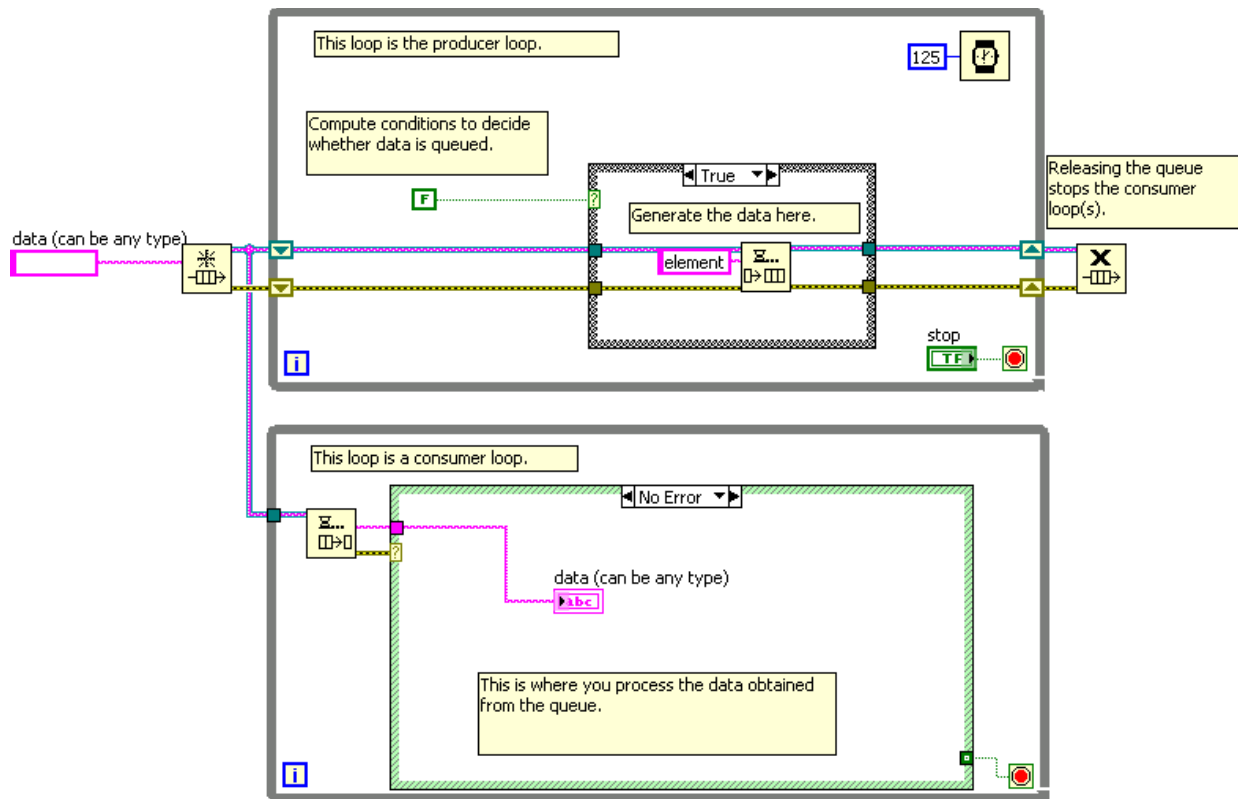 This loop is the producer loop.
125
Compute conditions to decide
whether data is queued.
True
Releasing the queue
stops the consumer
loop(s).
F
?
Generate the data here.
data (can be any type)
element
stop
TF
i
This loop is a consumer loop.
No Error
?
data (can be any type)
abc
This is where you process the data obtained
from the queue.
i